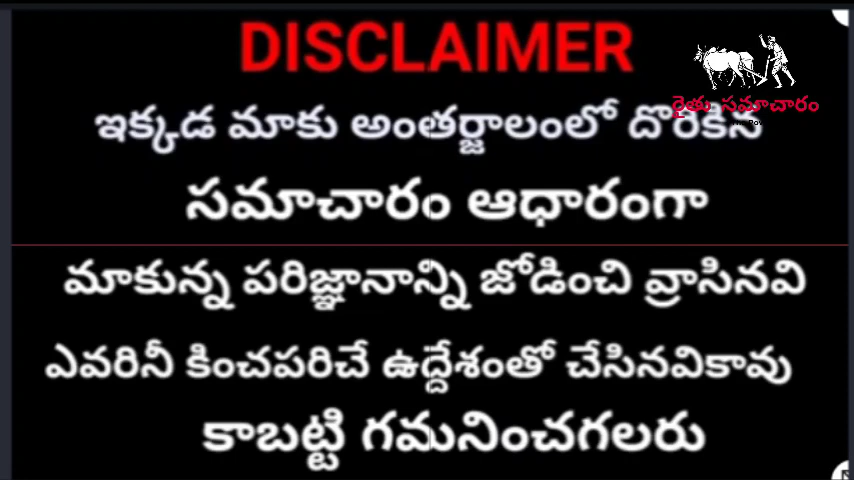 DISCLAIMER
ఇక్కడ మాకు అంతర్జాలంలో దొరికిన
రైతు సమాచారం
సమాచారం ఆధారంగా
మాకున్న పరిజ్ఞానాన్ని జోడించి వ్రాసినవి
ఎవరినీ కించపరిచే ఉద్దేశంతో చేసినవికావు
కాబట్టి గమనించగలరు